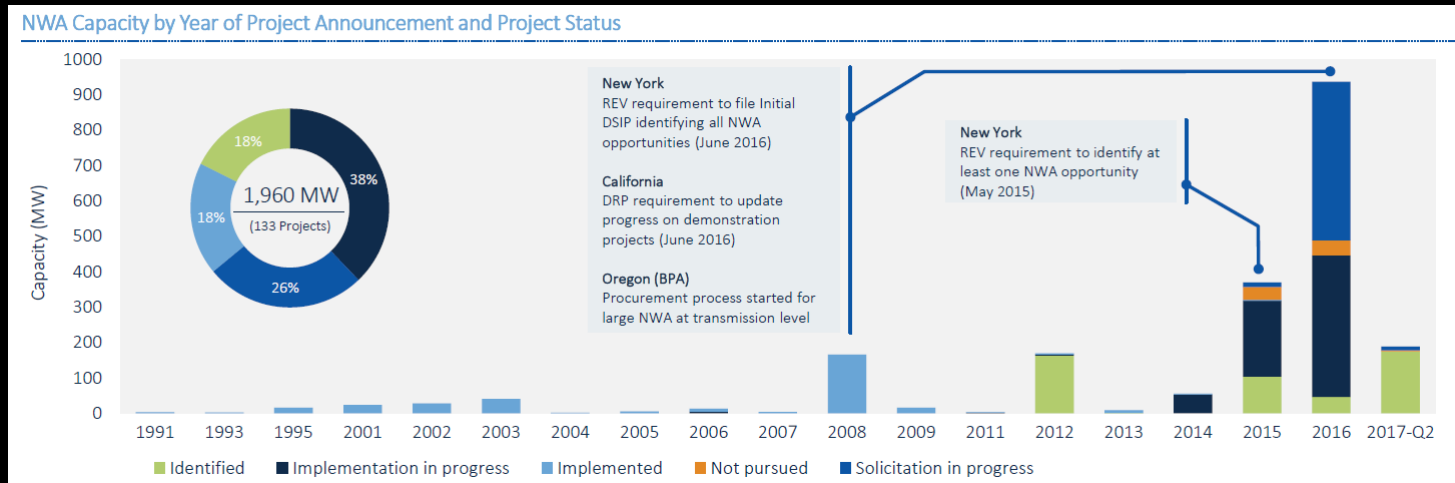 NWA Capacity by Year of Project Announcement and Project Status
Capacity (MW)
1000
900
800
700
600
500
400
300
200
100
0
18%
38%
18%
26%
1,960 MW
(133 Projects)
New York
REV requirement to file Initial
DSIP identifying all NWA
opportunities (June 2016)
California
DRP requirement to update
progress on demonstration
projects (June 2016)
Oregon (BPA)
Procurement process started for
large NWA at transmission level
New York
REV requirement to identify at
least one NWA opportunity
(May 2015)
1991 1993 1995 2001 2002 2003 2004 2005 2006 2007 2008 2009 2011 2012 2013 2014 2015 2016 2017-Q2
Identified Implementation in progress Implemented Not pursued Solicitation in progress